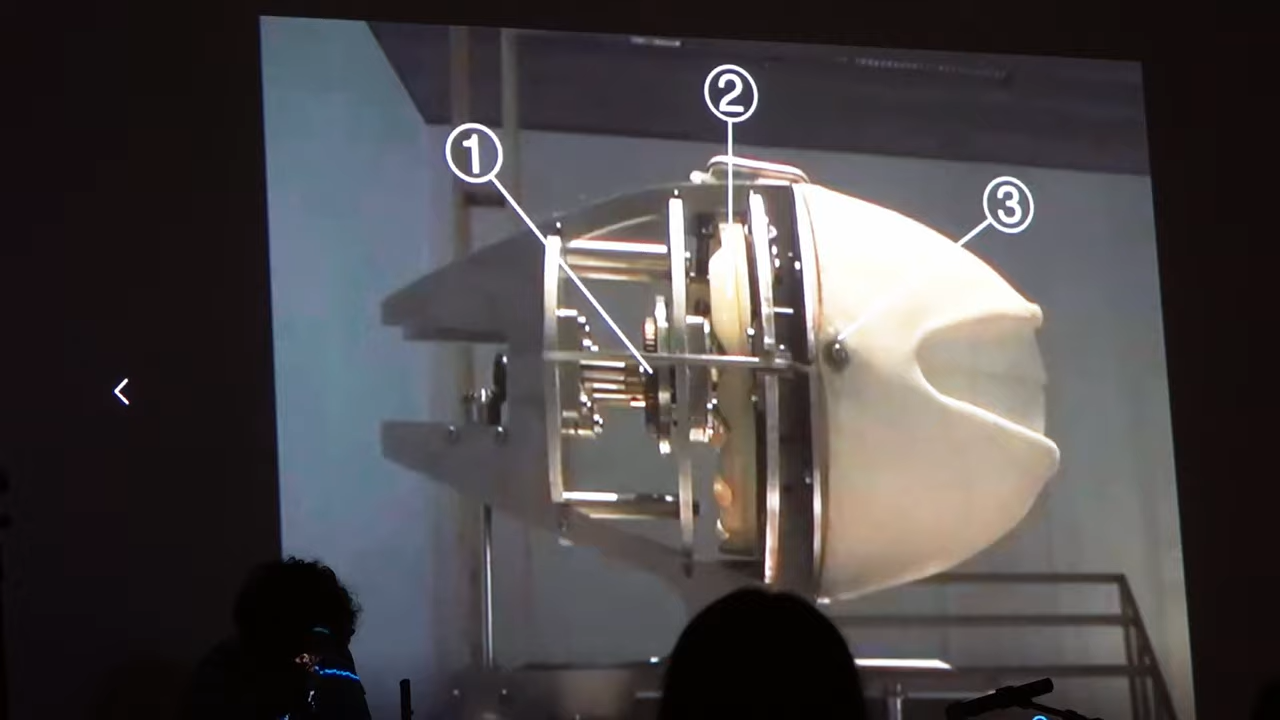 ①
②
③